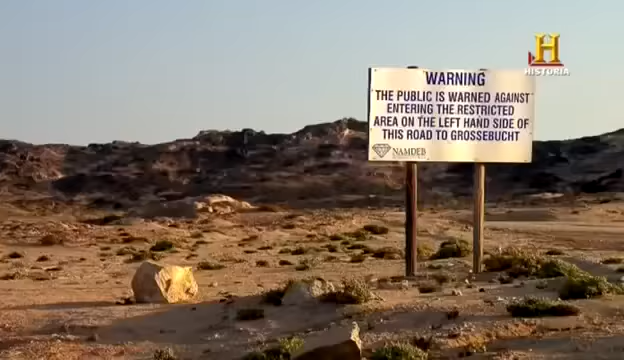 H
HISTORIA
WARNING
THE PUBLIC IS WARNED AGAINST
ENTERING THE RESTRICTED
AREA ON THE LEFT HAND SIDE OF
THIS ROAD TO GROSSEBUCHT
NAMDEB